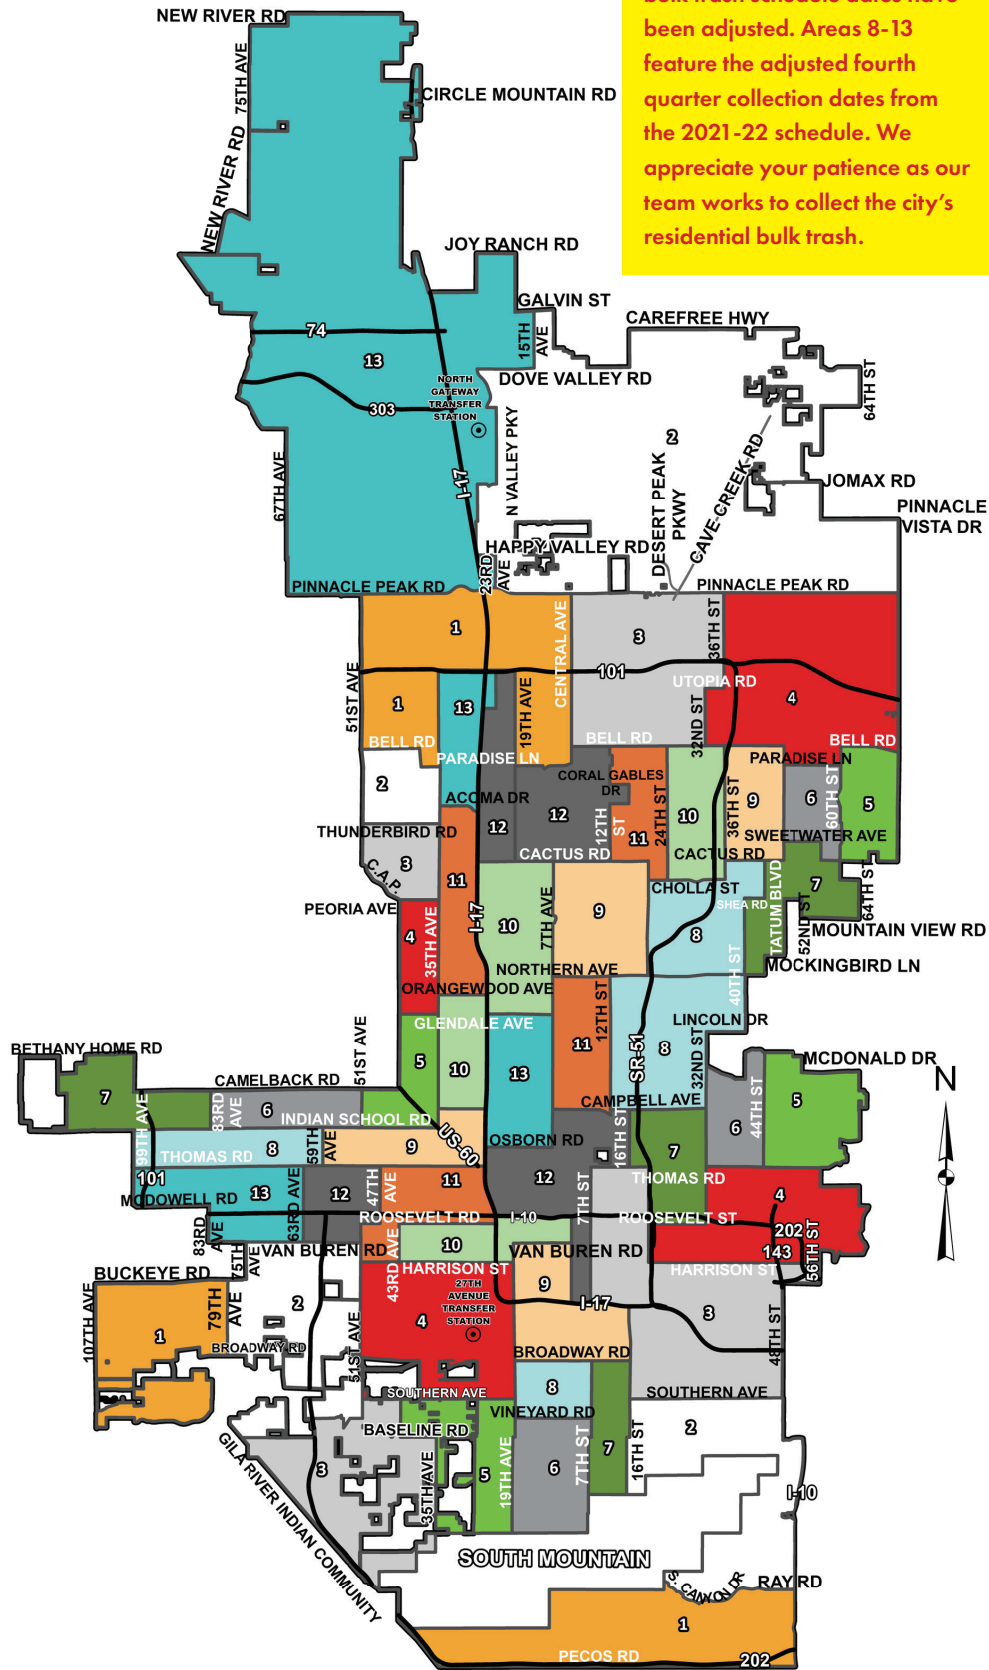 bulk trash schedule dates have
been adjusted. Areas 8-13
feature the adjusted fourth
quarter collection dates from
the 2021-22 schedule. We
appreciate your patience as our
team works to collect the city's
residential bulk trash.
NEW RIVER RD
75TH AVE
CIRCLE MOUNTAIN RD
NEW RIVER RD
JOY RANCH RD
GALVIN ST
CAREFREE HWY
74
15TH
AVE
13
64TH ST
DOVE VALLEY RD
NORTH
GATEWAY
TRANSFER
STATION
303
N VALLEY PKY
2
67TH AVE
I-17
DESERT PEAK
PKWY
CAVE CREEK RD
JOMAX RD
PINNACLE
VISTA DR
HAPPY VALLEY RD
23RD
AVE
PINNACLE PEAK RD
PINNACLE PEAK RD
1
CENTRAL AVE
3
36TH ST
101
UTOPIA RD
4
51ST AVE
1
13
19TH AVE
32ND ST
BELL RD
BELL RD
BELL RD
PARADISE LN
PARADISE LN
2
CORAL GABLES
DR
ACOMA DR
12
12
12TH
ST
24TH ST
11
10
36TH ST
9
6
60TH ST
5
THUNDERBIRD RD
SWEETWATER AVE
3
CACTUS RD
CACTUS RD
C.A.P.
11
CHOLLA ST
7
64TH ST
PEORIA AVE
SHEA RD
TATUM BLVD
52ND ST
4
35TH AVE
I-17
10
7TH AVE
9
8
MOUNTAIN VIEW RD
NORTHERN AVE
40TH ST
MOCKINGBIRD LN
ORANGEWOOD AVE
12TH ST
GLENDALE AVE
LINCOLN DR
51ST AVE
5
10
13
11
SR-51
8
32ND ST
BETHANY HOME RD
MCDONALD DR
N
CAMELBACK RD
7
99TH AVE
83RD
AVE
6
INDIAN SCHOOL RD
CAMPBELL AVE
44TH ST
5
US-60
OSBORN RD
16TH ST
7
6
59TH
AVE
THOMAS RD
8
9
THOMAS RD
101
MCDOWELL RD
13
63RD AVE
12
47TH
AVE
11
12
7TH ST
4
83RD
AVE
ROOSEVELT RD
I-10
ROOSEVELT ST
202
VAN BUREN RD
75TH
AVE
10
VAN BUREN RD
143
56TH ST
BUCKEYE RD
43RD
AVE
HARRISON ST
HARRISON ST
27TH
AVENUE
TRANSFER
STATION
9
107TH AVE
79TH
AVE
2
I-17
3
1
4
48TH ST
BROADWAY RD
51ST AVE
BROADWAY RD
SOUTHERN AVE
8
SOUTHERN AVE
VINEYARD RD
BASELINE RD
2
GILA RIVER INDIAN COMMUNITY
3
35TH AVE
5
19TH AVE
6
7TH ST
7
16TH ST
I-10
SOUTH MOUNTAIN
S. CANYON DR
RAY RD
1
PECOS RD
202